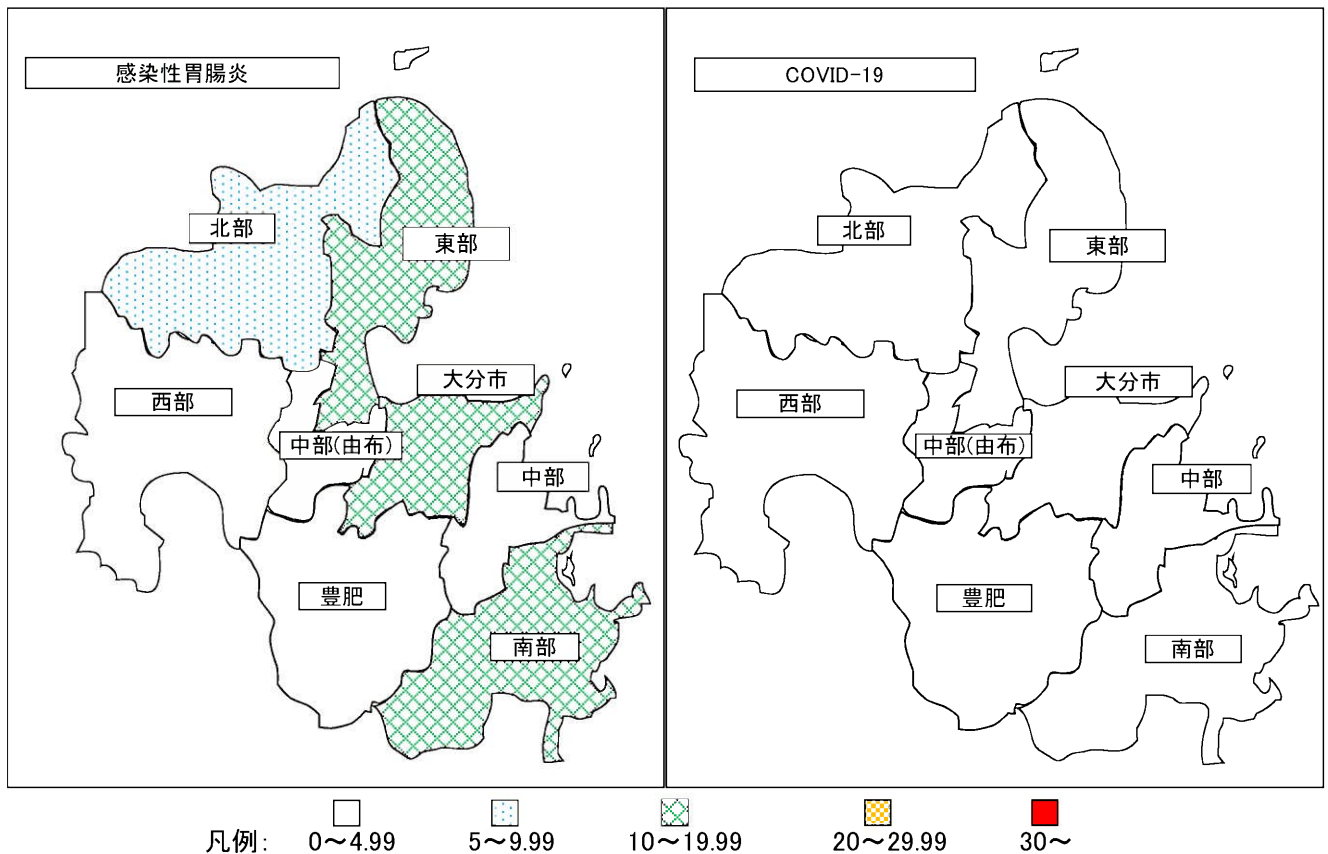 感染性胃腸炎
北部
東部
大分市
西部
中部(由布)
中部
豊肥
南部
COVID-19
北部
東部
大分市
西部
中部(由布)
中部
豊肥
南部
凡例: 0～4.99 5～9.99 10～19.99 20～29.99 30～